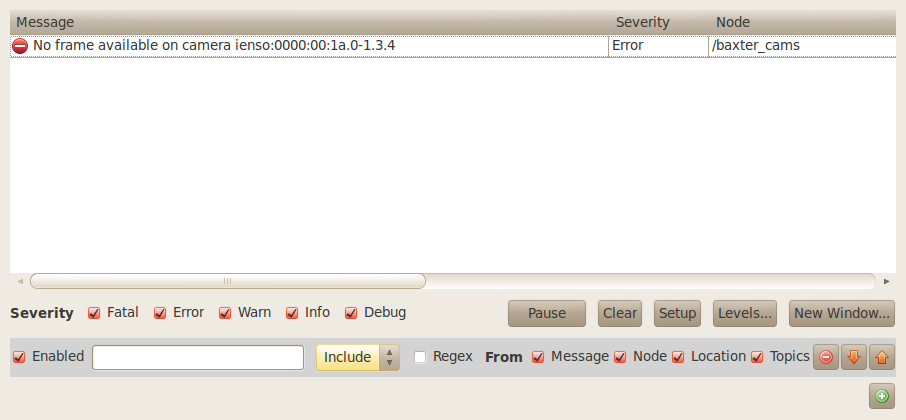 Message Severity Node
No frame available on camera ienso:0000:00:1a.0-1.3.4 Error /baxter_cams
Severity Fatal Error Warn Info Debug Pause Clear Setup Levels... New Window...
Enabled Include Regex From Message Node Location Topics